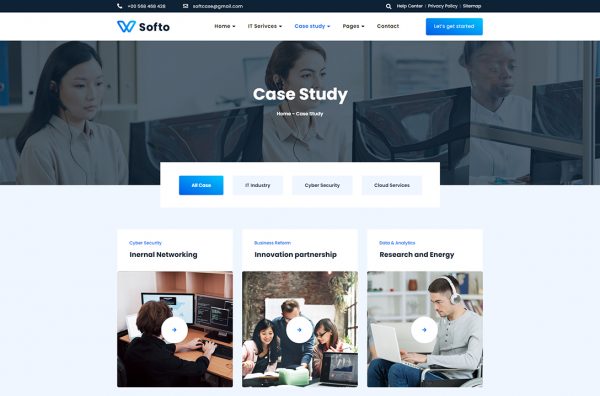 +00 568 468 428 softcase@gmail.com Help Center | Privacy Policy | Sitemap
Softo Home IT Serivces Case study Pages Contact Let's get started
Case Study
Home - Case Study
All Case IT Industry Cyber Security Cloud Services
Cyber Security Business Reform Data & Analytics
Inernal Networking Innovation partnership Research and Energy